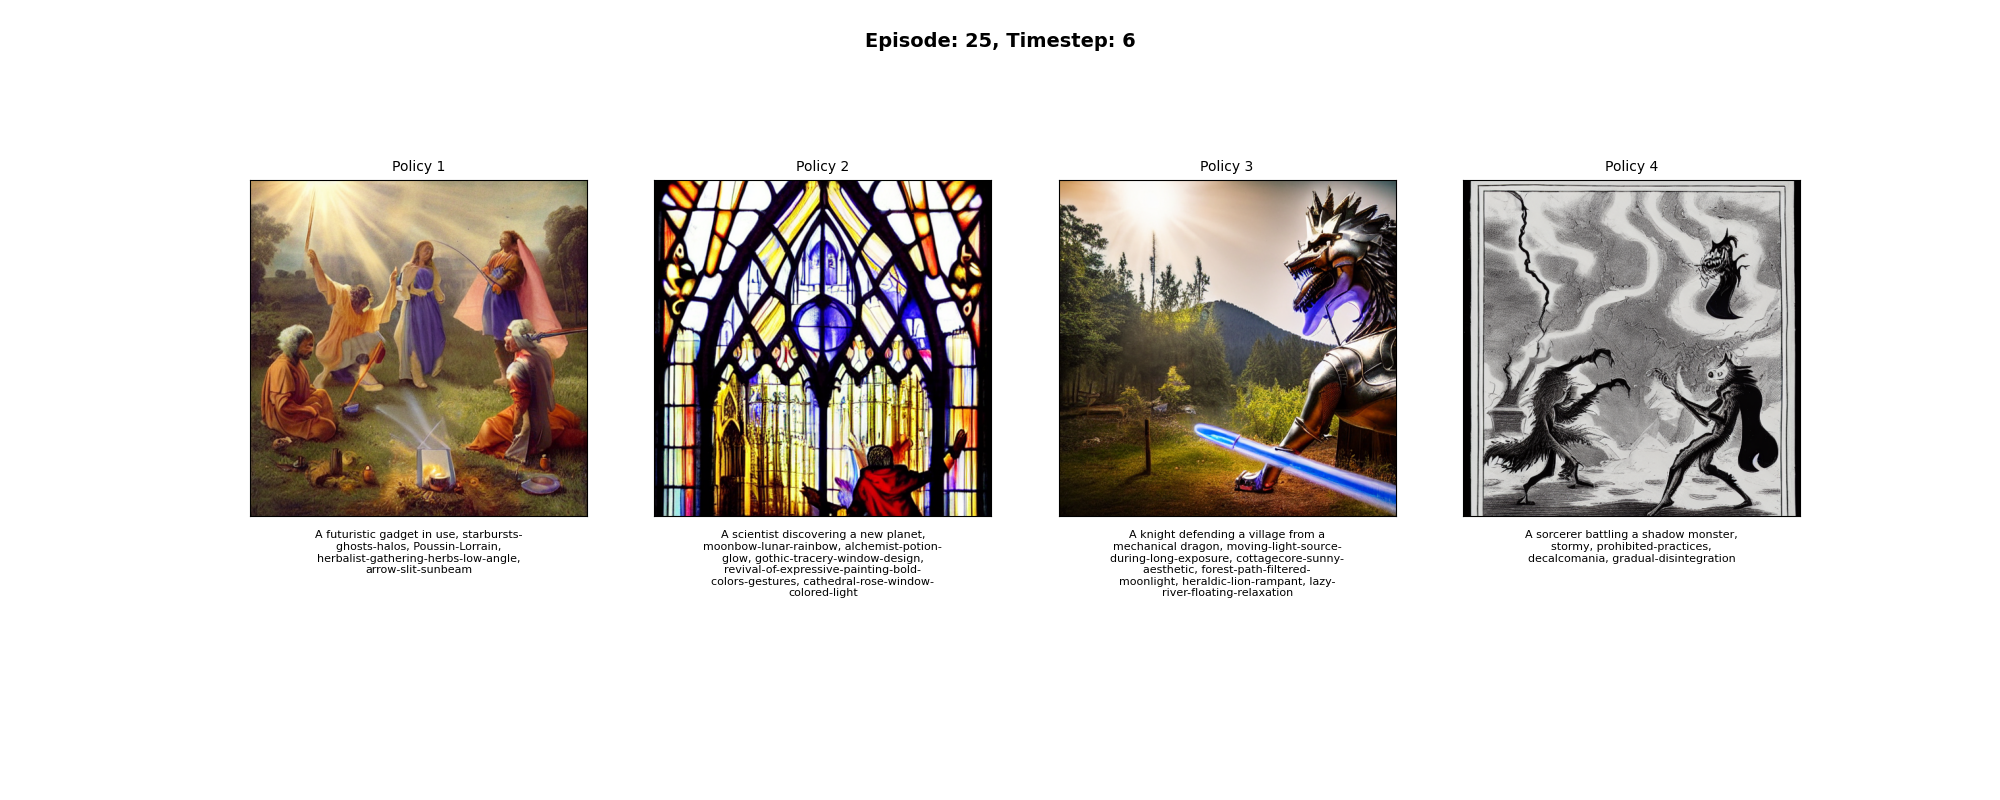 Episode: 25, Timestep: 6
Policy 1
A futuristic gadget in use, starbursts-
ghosts-halos, Poussin-Lorrain,
herbalist-gathering-herbs-low-angle,
arrow-slit-sunbeam
Policy 2
A scientist discovering a new planet,
moonbow-lunar-rainbow, alchemist-potion-
glow, gothic-tracery-window-design,
revival-of-expressive-painting-bold-
colors-gestures, cathedral-rose-window-
colored-light
Policy 3
A knight defending a village from a
mechanical dragon, moving-light-source-
during-long-exposure, cottagecore-sunny-
aesthetic, forest-path-filtered-
moonlight, heraldic-lion-rampant, lazy-
river-floating-relaxation
Policy 4
A sorcerer battling a shadow monster,
stormy, prohibited-practices,
decalcomania, gradual-disintegration